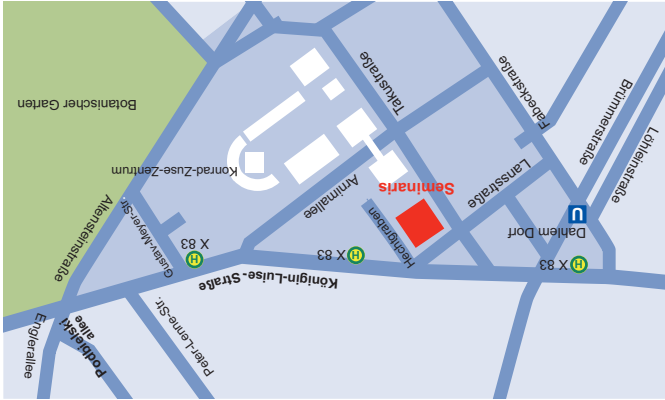 Englerallee
Podbielski
allee
Peter-Lenne-Str.
Königin-Luise-Straße
H X 83
H X 83
H X 83
Altensteinstraße
Gustav-Meyer-Str.
Hechtgraben
Dahlem Dorf
U
Seminaris
Arnimallee
Lansstraße
Löhleinstraße
Brümmerstraße
Konrad-Zuse-Zentrum
Botanischer Garten
Takustraße
Fabeckstraße